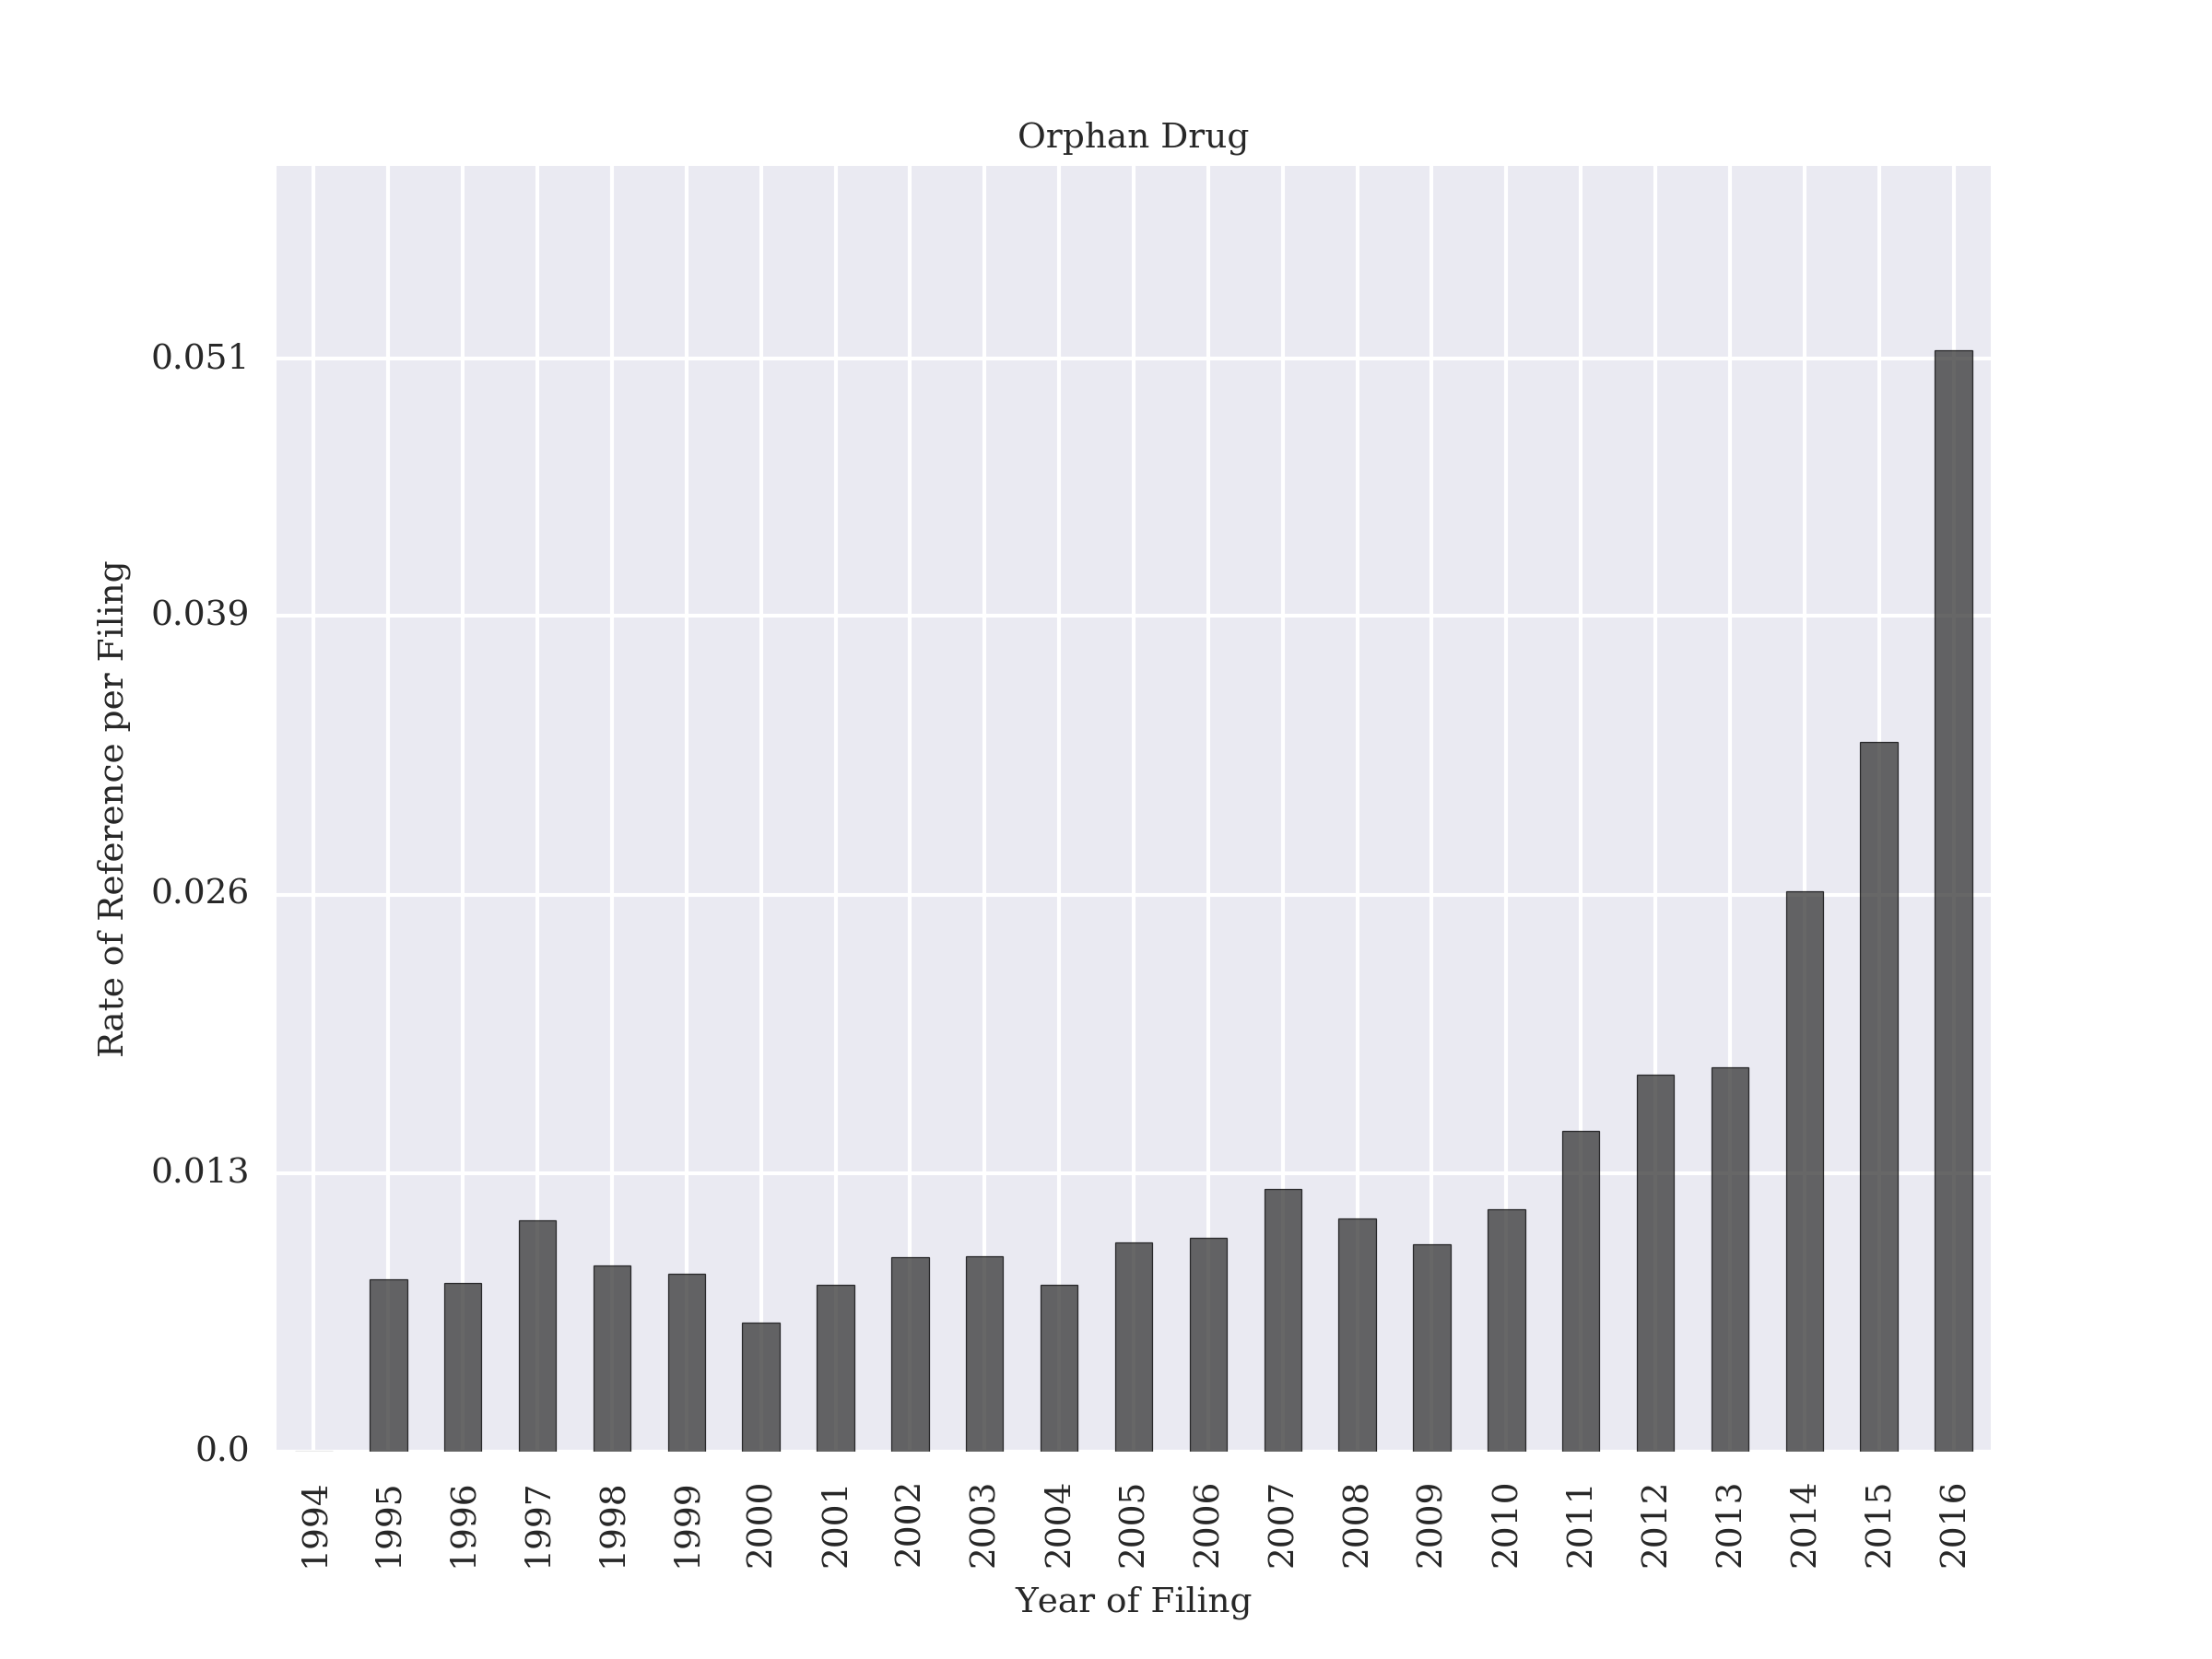 Orphan Drug
Rate of Reference per Filing
0.051
0.039
0.026
0.013
0.0
1994 1995 1996 1997 1998 1999 2000 2001 2002 2003 2004 2005 2006 2007 2008 2009 2010 2011 2012 2013 2014 2015 2016
Year of Filing